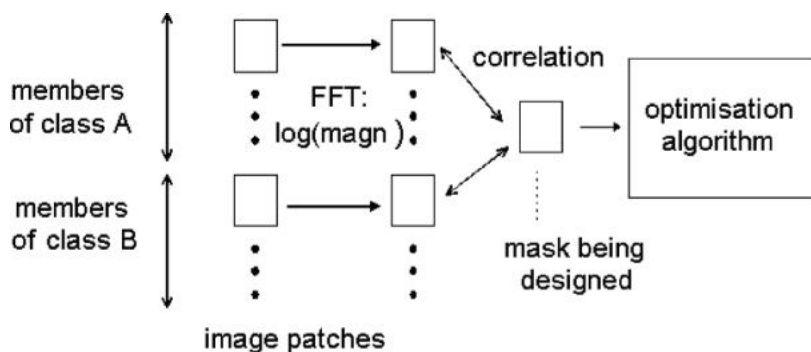 members
of class A
FFT:
log(magn )
correlation
optimisation
algorithm
members
of class B
mask being
designed
image patches